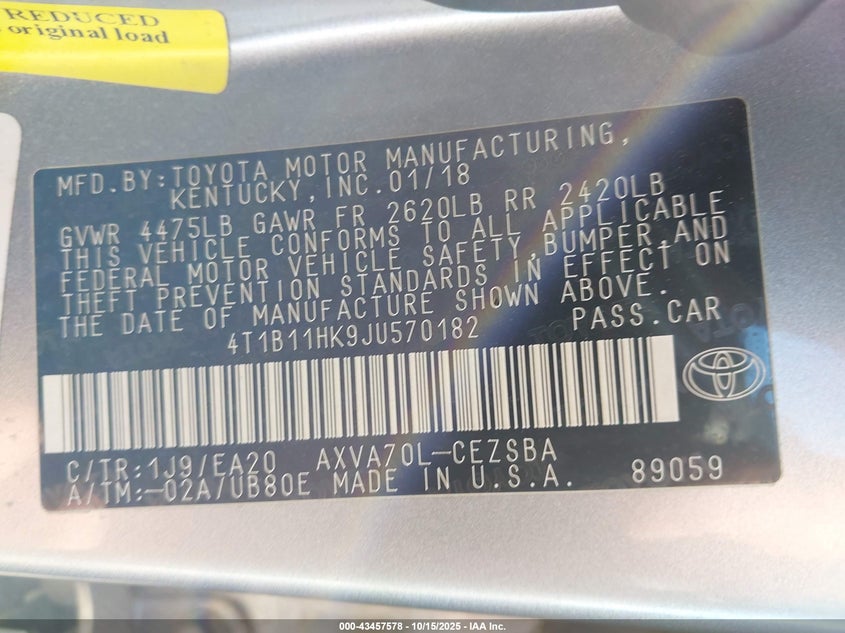 REDUCED
original load
MFD.BY:TOYOTA MOTOR MANUFACTURING,
KENTUCKY,INC.01/18
GVWR 4475LB GAWR FR 2620LB RR 2420LB
THIS VEHICLE CONFORMS TO ALL APPLICABLE
FEDERAL MOTOR VEHICLE SAFETY,BUMPER,AND
THEFT PREVENTION STANDARDS IN EFFECT ON
THE DATE OF MANUFACTURE SHOWN ABOVE.
4T1B11HK9JU570182 PASS.CAR
C/TR:1J9/EA20 AXVA70L-CEZSBA
A/TM:-02A/UB80E MADE IN U.S.A. 89059
000-43457578 - 10/15/2025 - IAA Inc.